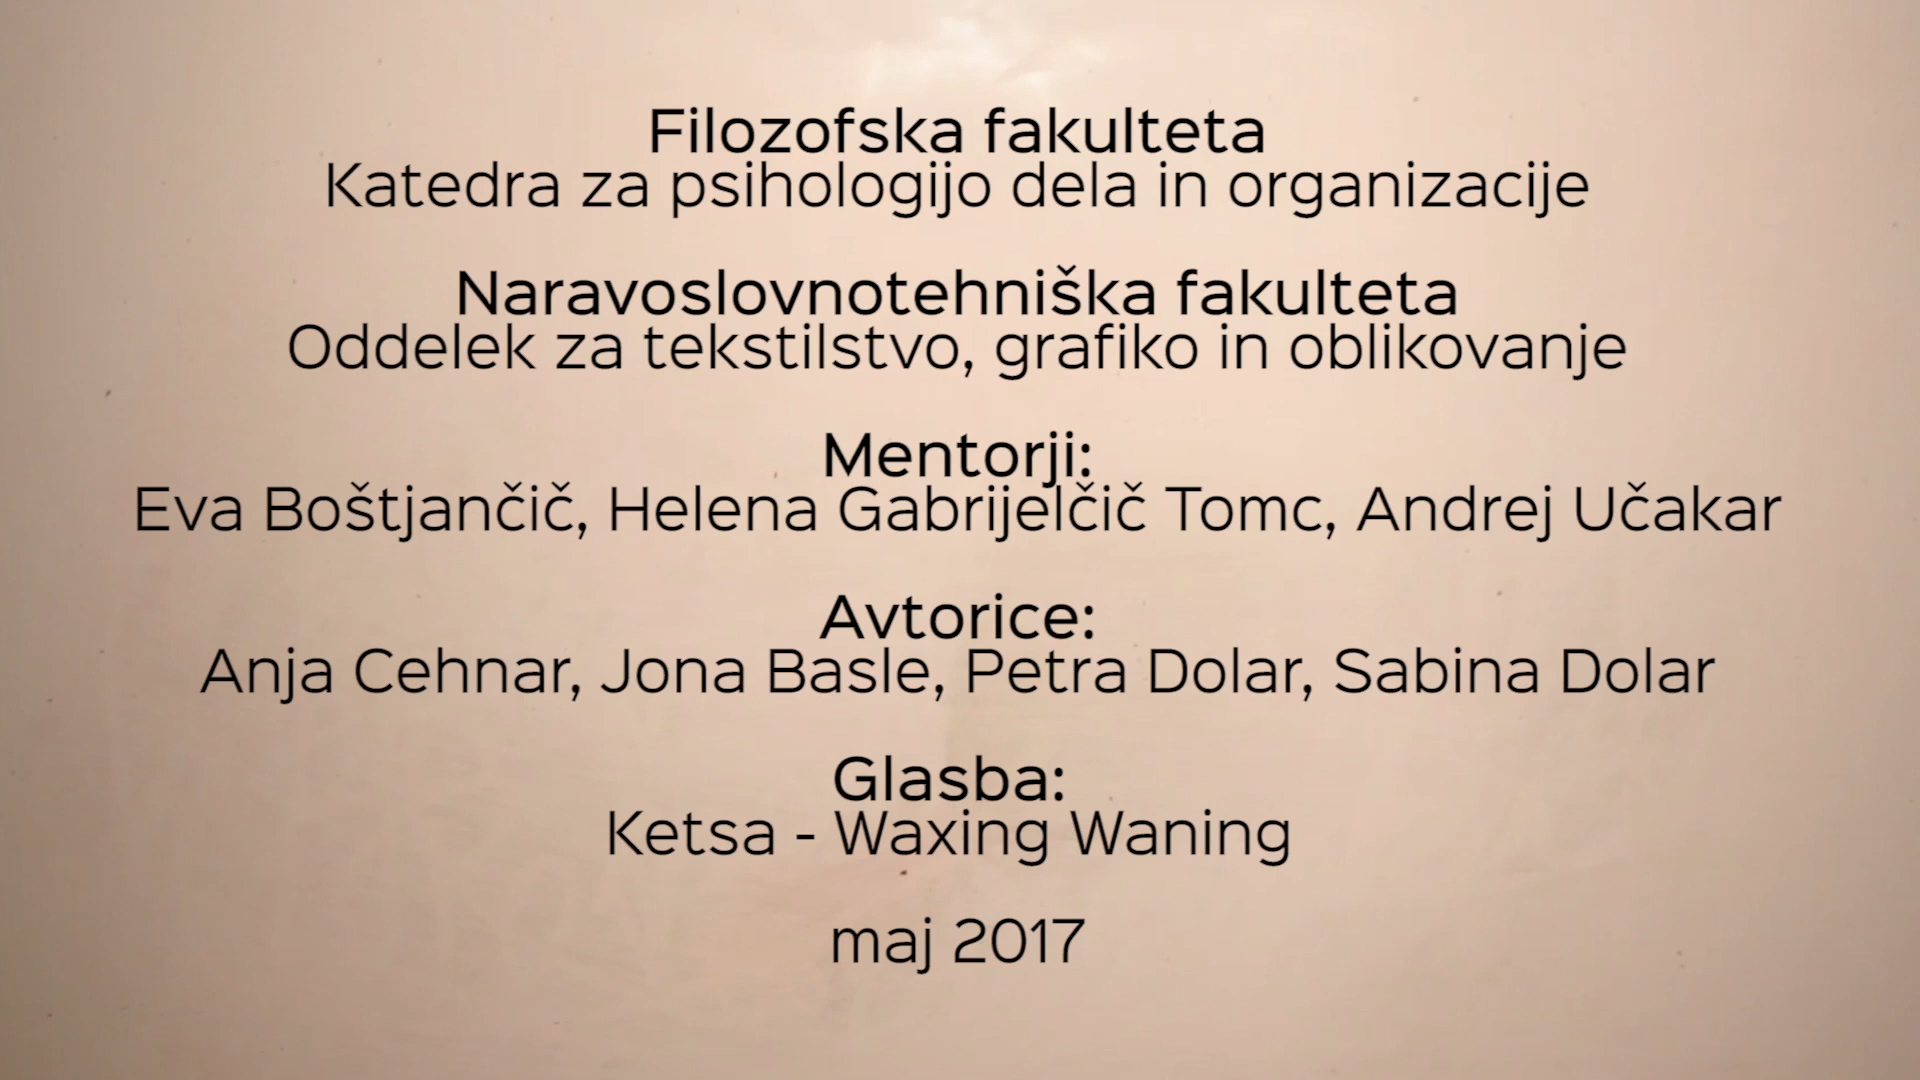 Filozofska fakulteta
Katedra za psihologijo dela in organizacije
Naravoslovnotehniška fakulteta
Oddelek za tekstilstvo, grafiko in oblikovanje
Mentorji:
Eva Boštjančič, Helena Gabrijelčič Tomc, Andrej Učakar
Avtorice:
Anja Cehnar, Jona Basle, Petra Dolar, Sabina Dolar
Glasba:
Ketsa - Waxing Waning
maj 2017